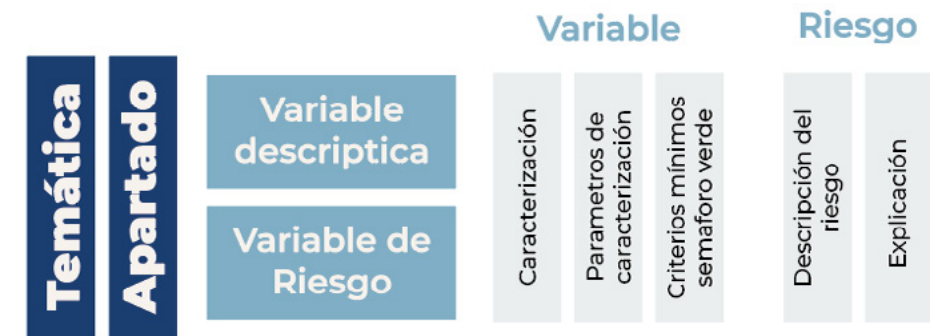 Variable
Riesgo
Temática
Apartado
Variable
descriptica
Variable de
Riesgo
Caracterización
Parametros de
caracterización
Criterios mínimos
semaforo verde
Descripción del
riesgo
Explicación